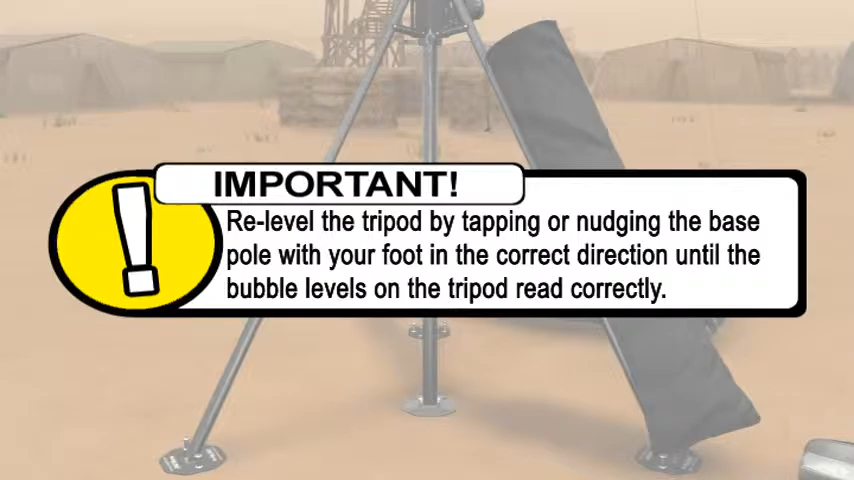 IMPORTANT!
Re-level the tripod by tapping or nudging the base
pole with your foot in the correct direction until the
bubble levels on the tripod read correctly.